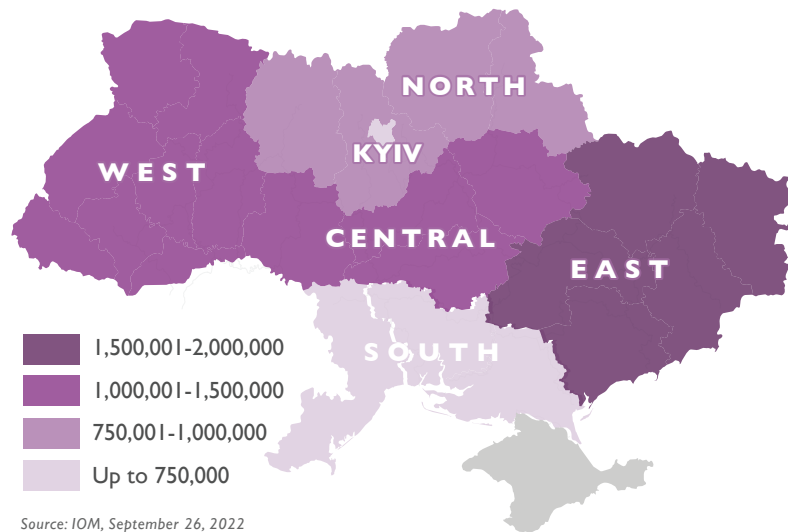 NORTH
KYIV
WEST
CENTRAL
EAST
SOUTH
1,500,001-2,000,000
1,000,001-1,500,000
750,001-1,000,000
Up to 750,000
Source: IOM, September 26, 2022